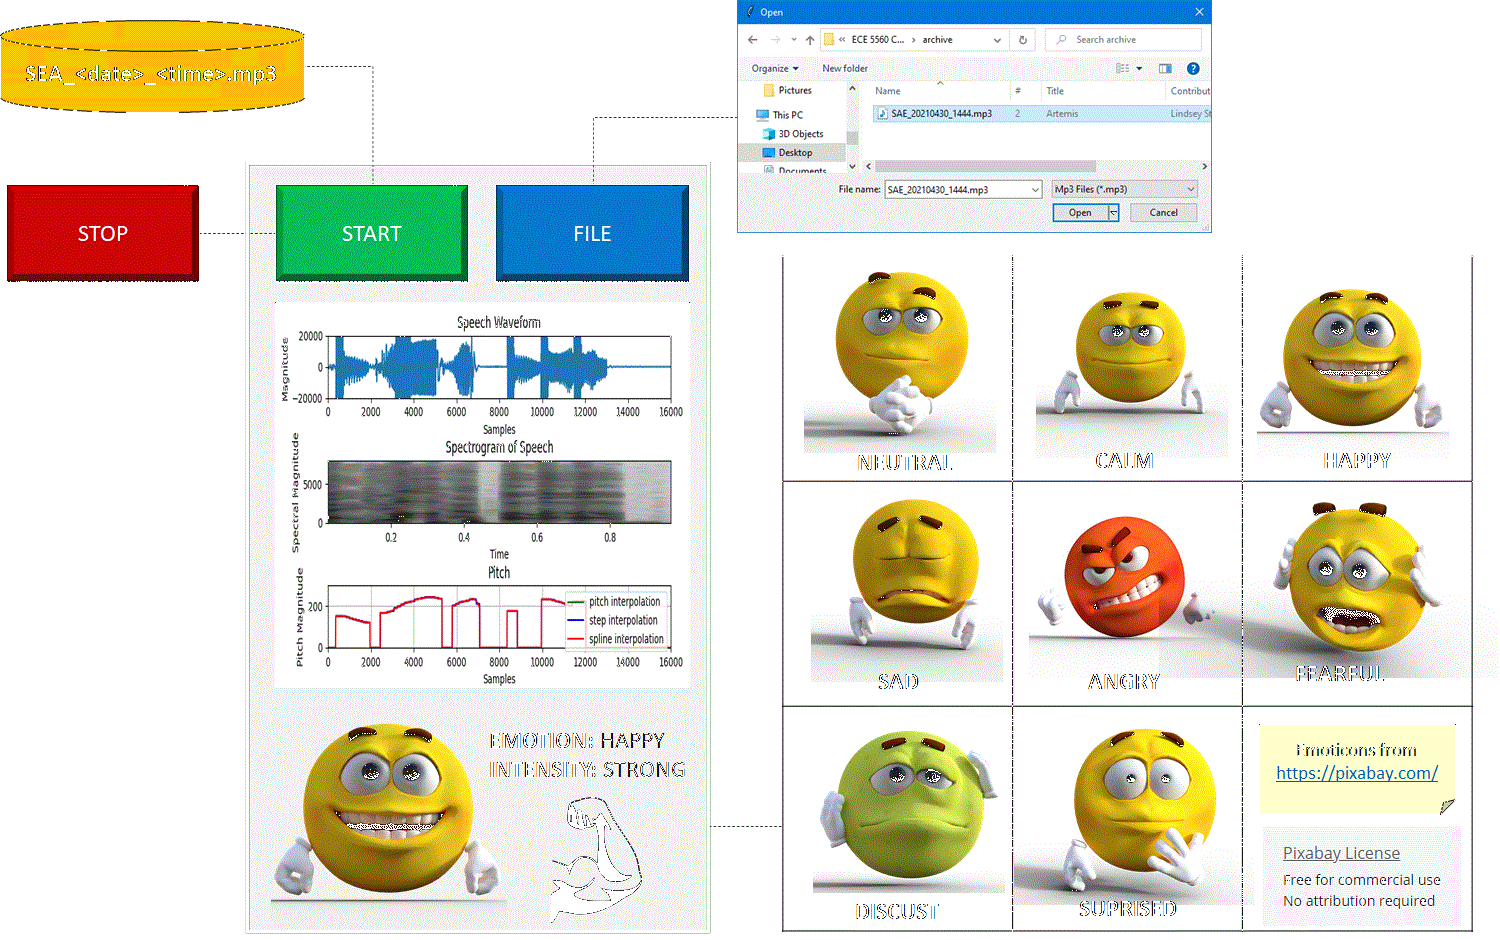 SEA_<date>_<time>.mp3
STOP
START
FILE
Open
ECE 5560 C...
archive
Search archive
Organize
New folder
Pictures
This PC
3D Objects
Desktop
Documents
Name
#
Title
Contribut
SAE_20210430_1444.mp3
2
Artemis
Lindsey St
File name:
SAE_20210430_1444.mp3
Mp3 Files (*.mp3)
Open
Cancel
Speech Waveform
Magnitude
20000
0
−20000
0 2000 4000 6000 8000 10000 12000 14000 16000
Samples
Spectrogram of Speech
Spectral Magnitude
5000
0
0.2 0.4 0.6 0.8
Time
Pitch
Pitch Magnitude
200
0
pitch interpolation
step interpolation
spline interpolation
0 2000 4000 6000 8000 10000 12000 14000 16000
Samples
EMOTION: HAPPY
INTENSITY: STRONG
NEUTRAL
CALM
HAPPY
SAD
ANGRY
FEARFUL
DISCUST
SUPRISED
Emoticons from
https://pixabay.com/
Pixabay License
Free for commercial use
No attribution required